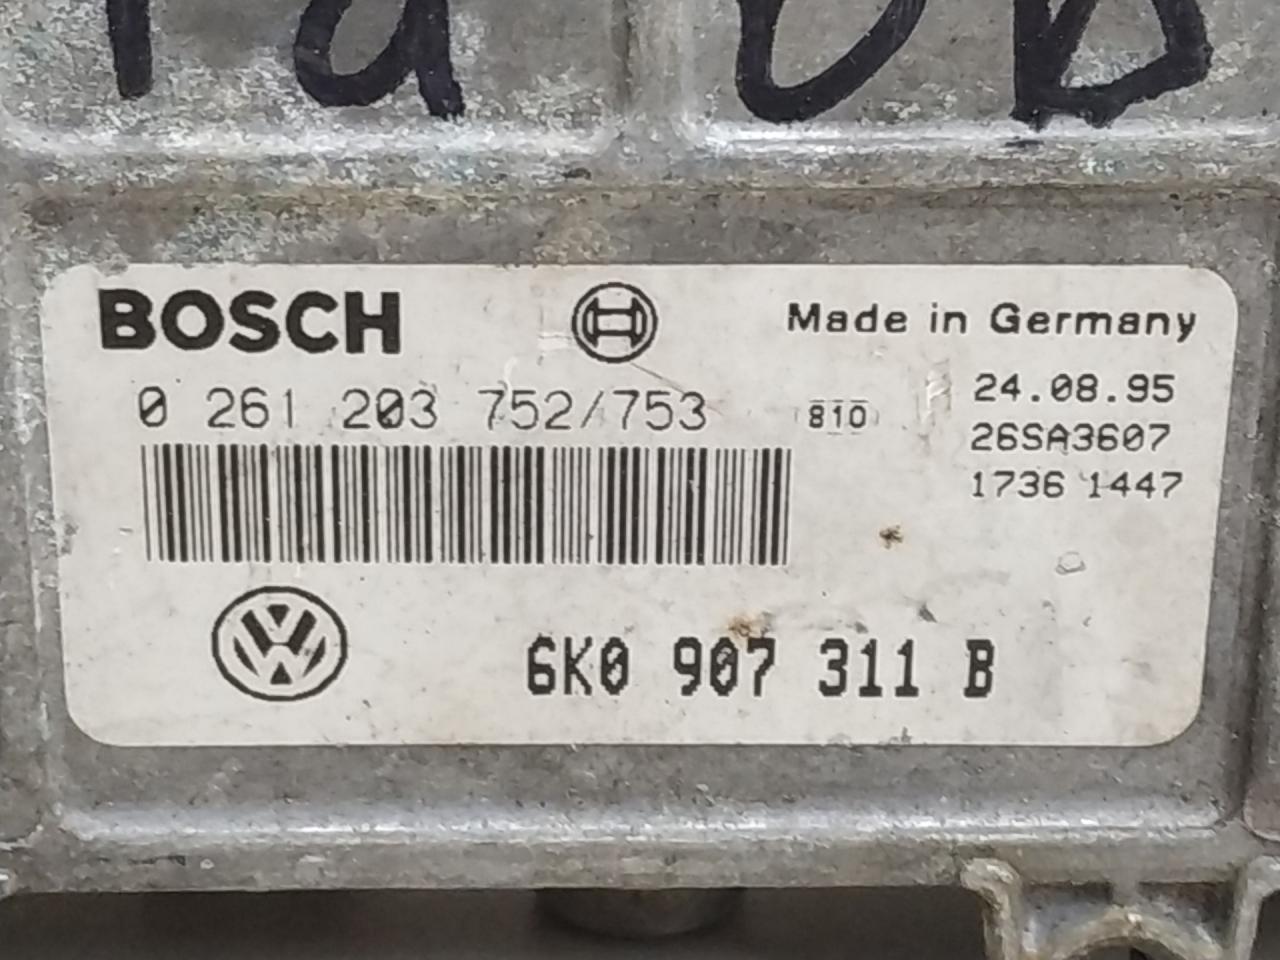 BOSCH
Made in Germany
0 261 203 752/753
810
24.08.95
26SA3607
1736 1447
6K0 907 311 B